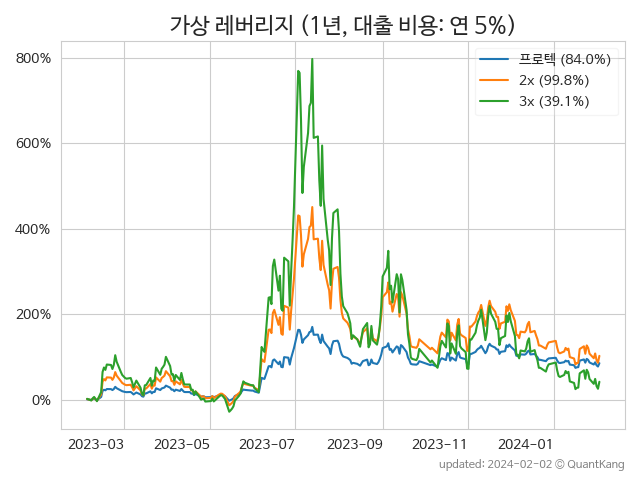 가상 레버리지 (1년, 대출 비용: 연 5%)
800%
600%
400%
200%
0%
프로텍 (84.0%)
2x (99.8%)
3x (39.1%)
2023-03 2023-05 2023-07 2023-09 2023-11 2024-01
updated: 2024-02-02 © QuantKang